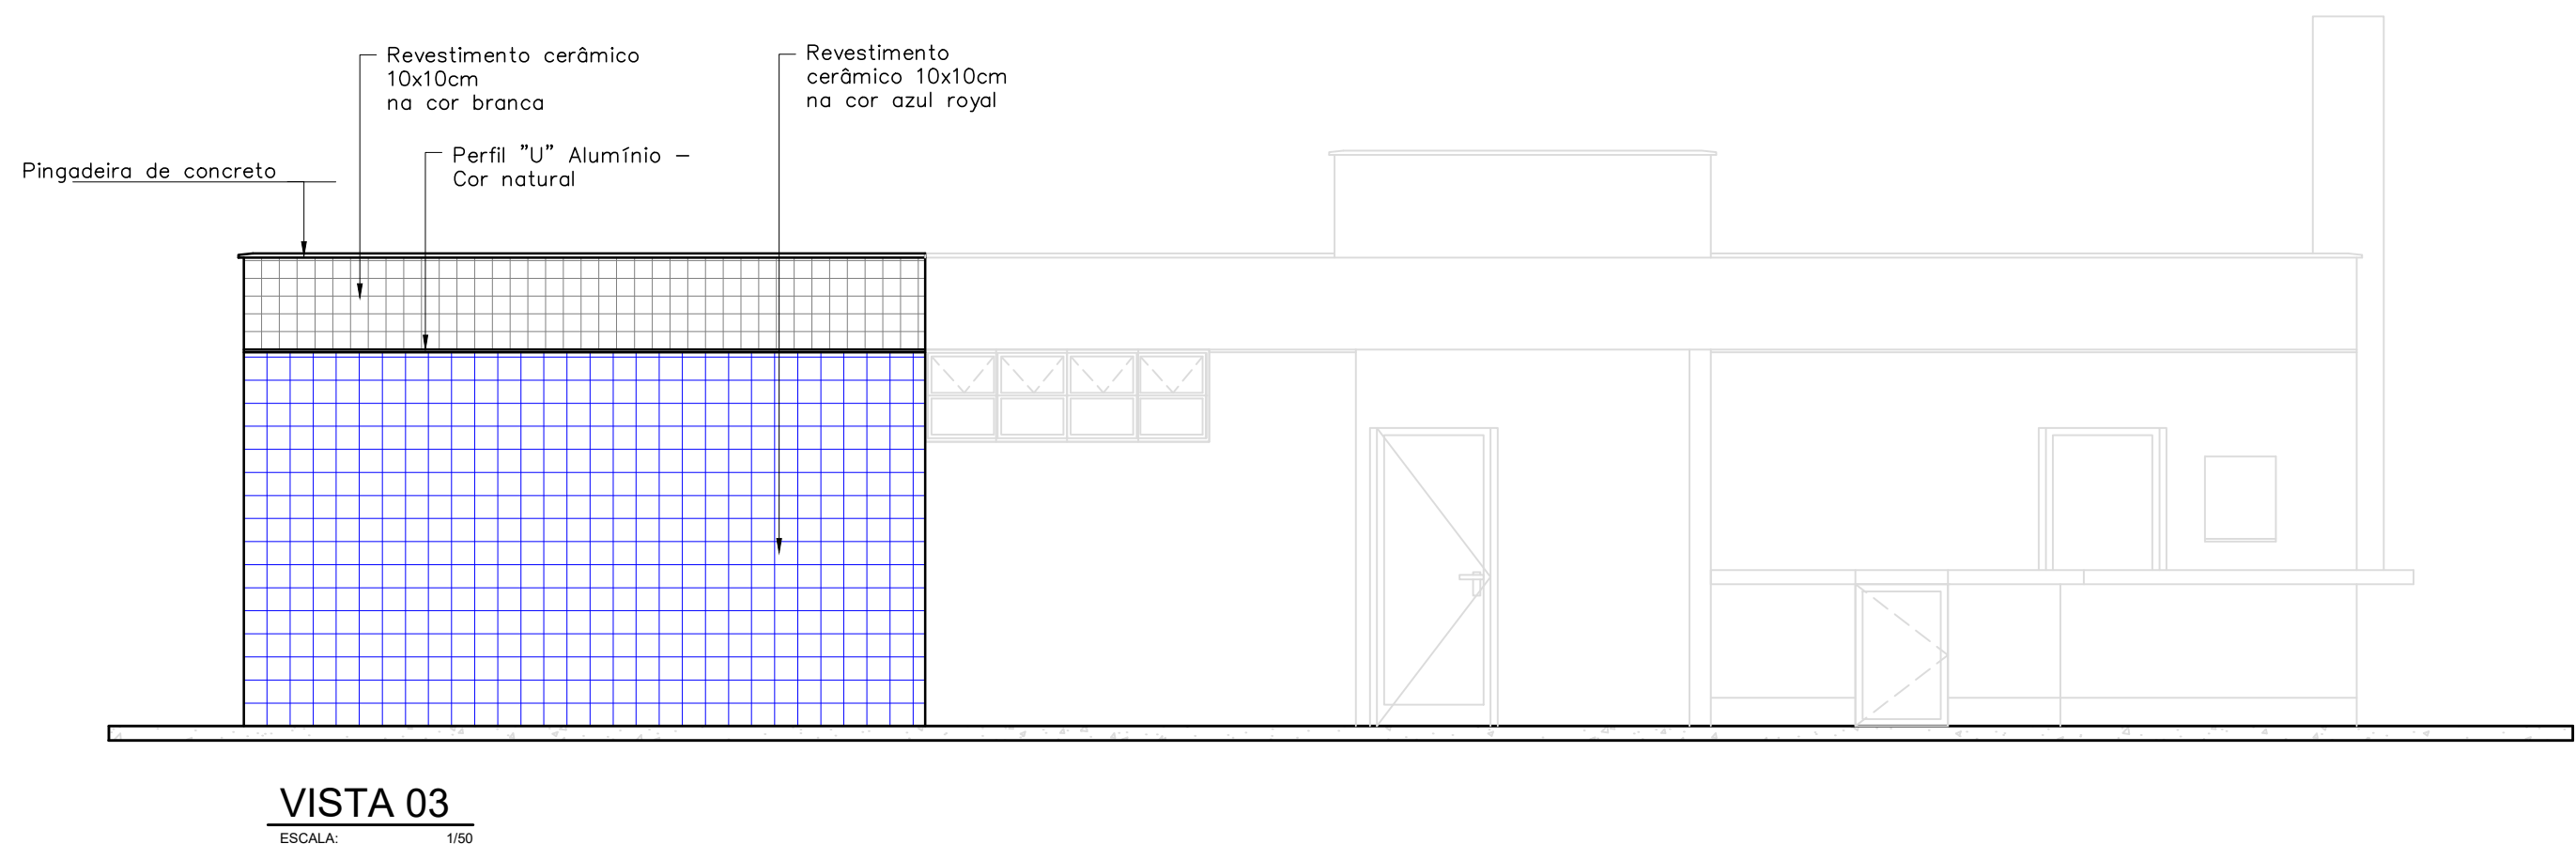 Revestimento cerâmico
10x10cm
na cor branca
Revestimento
cerâmico 10x10cm
na cor azul royal
Perfil "U" Alumínio –
Cor natural
Pingadeira de concreto
VISTA 03
ESCALA: 1/50